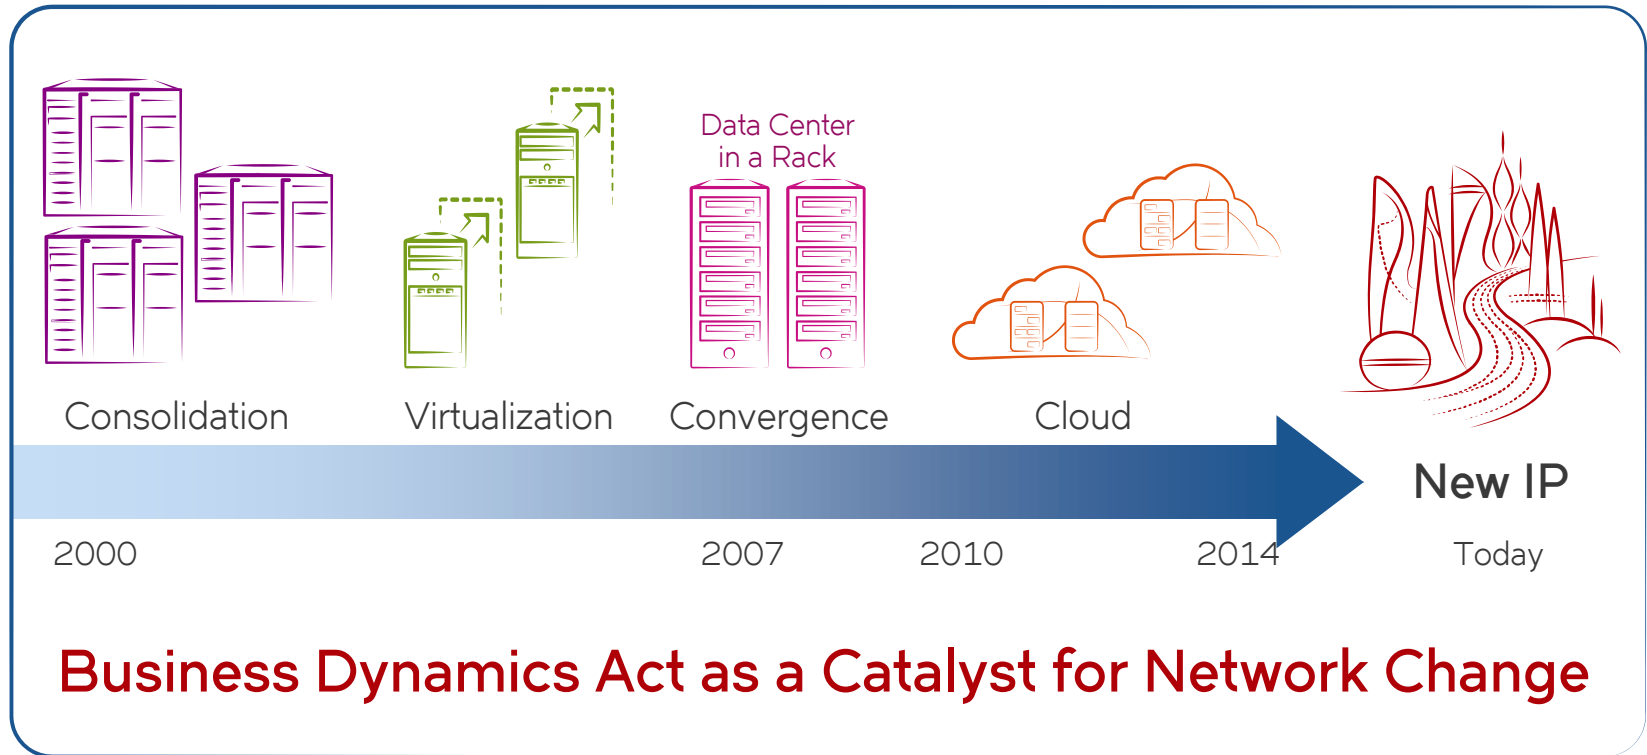 Data Center
in a Rack
Consolidation
Virtualization
Convergence
Cloud
New IP
2000
2007
2010
2014
Today
Business Dynamics Act as a Catalyst for Network Change